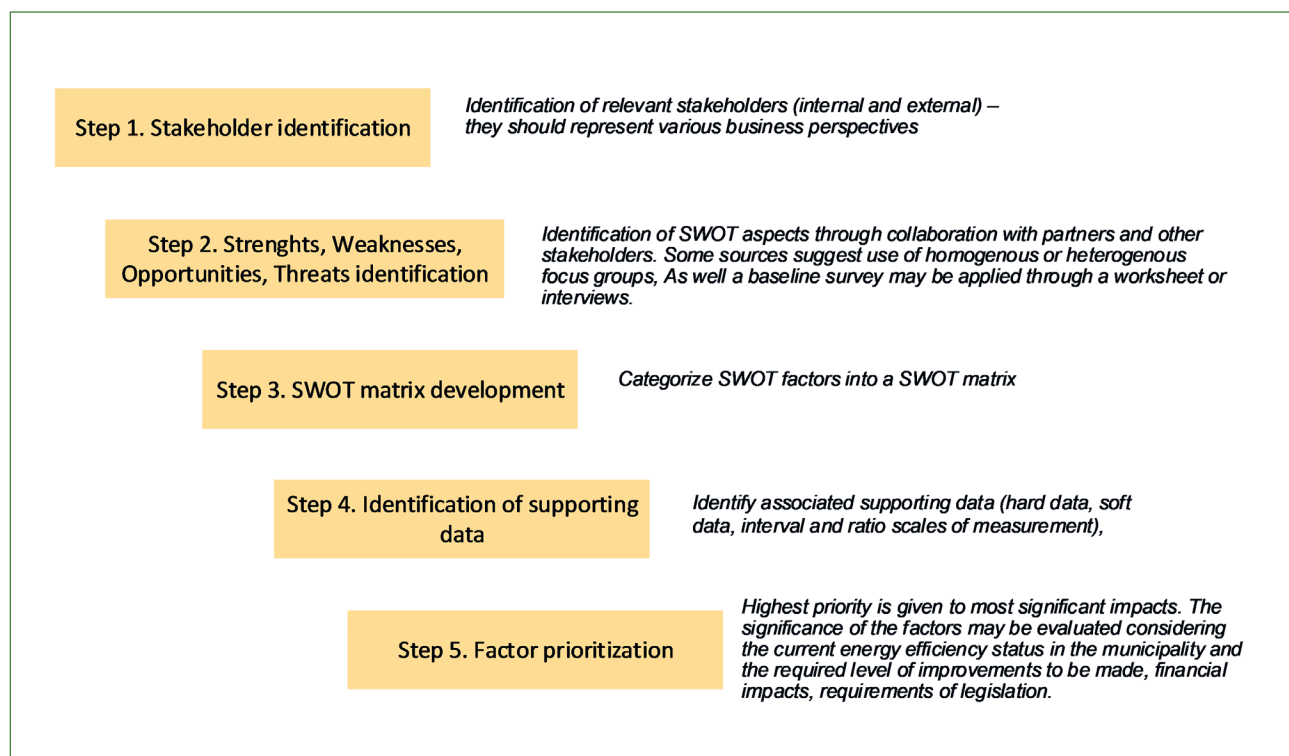 Step 1. Stakeholder identification
Identification of relevant stakeholders (internal and external) –
they should represent various business perspectives
Step 2. Strenghts, Weaknesses,
Opportunities, Threats identification
Identification of SWOT aspects through collaboration with partners and other
stakeholders. Some sources suggest use of homogenous or heterogenous
focus groups, As well a baseline survey may be applied through a worksheet or
interviews.
Step 3. SWOT matrix development
Categorize SWOT factors into a SWOT matrix
Step 4. Identification of supporting
data
Identify associated supporting data (hard data, soft
data, interval and ratio scales of measurement),
Step 5. Factor prioritization
Highest priority is given to most significant impacts. The
significance of the factors may be evaluated considering
the current energy efficiency status in the municipality and
the required level of improvements to be made, financial
impacts, requirements of legislation.